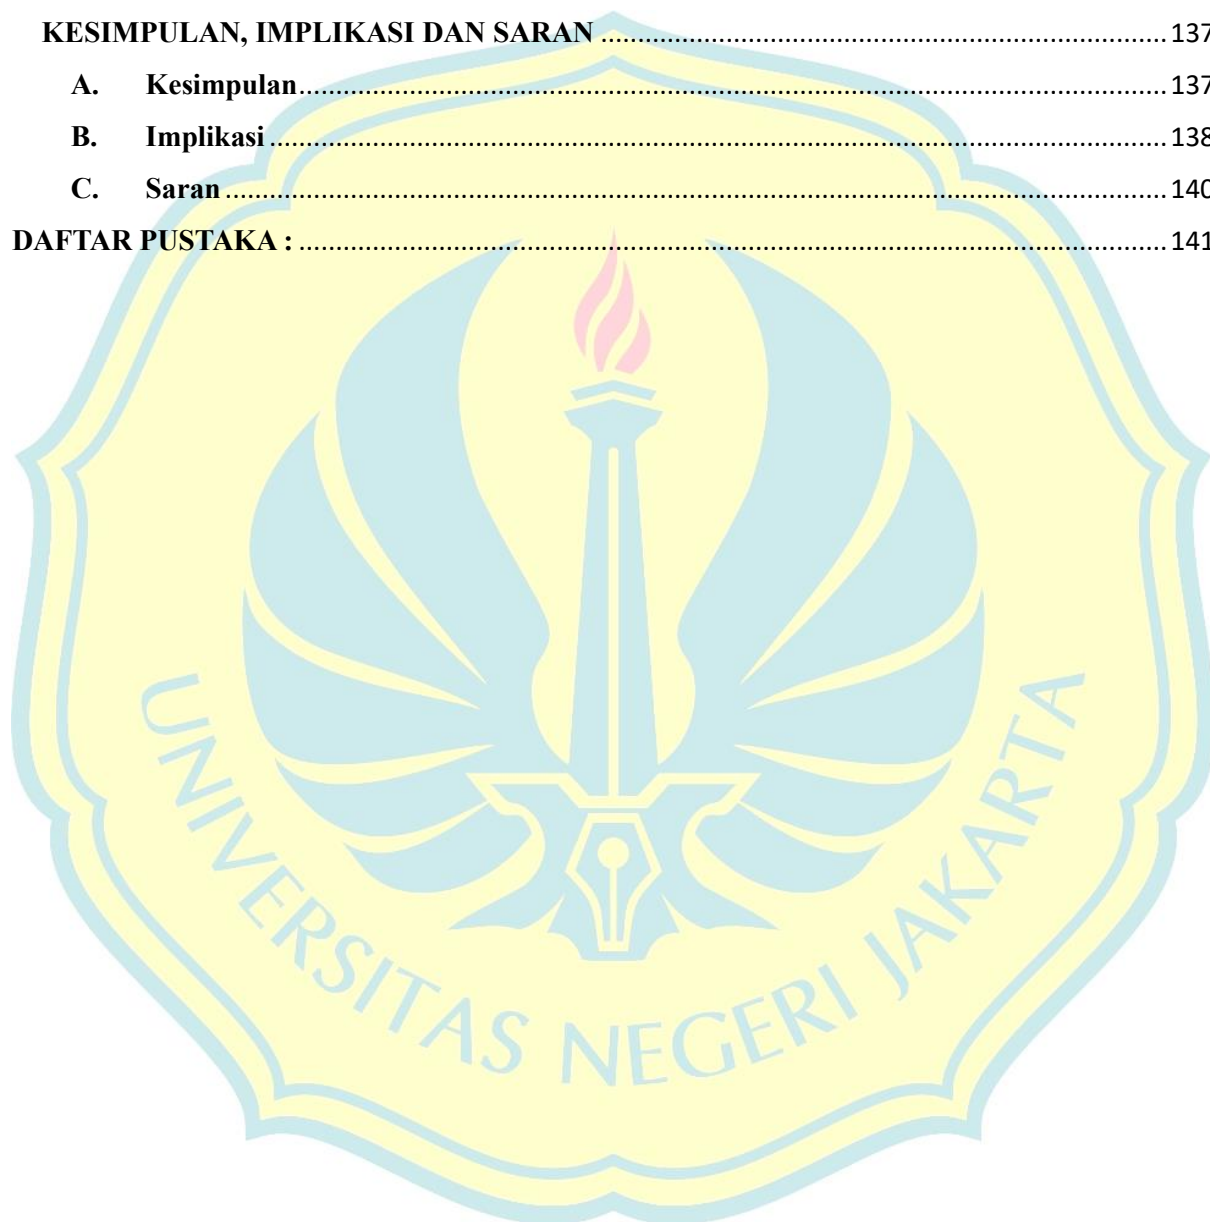 KESIMPULAN, IMPLIKASI DAN SARAN ........................................................................ 137
A. Kesimpulan ........................................................................ 137
B. Implikasi ........................................................................ 138
C. Saran ........................................................................ 140
DAFTAR PUSTAKA : ........................................................................ 141
UNIVERSITAS NEGERI JAKARTA